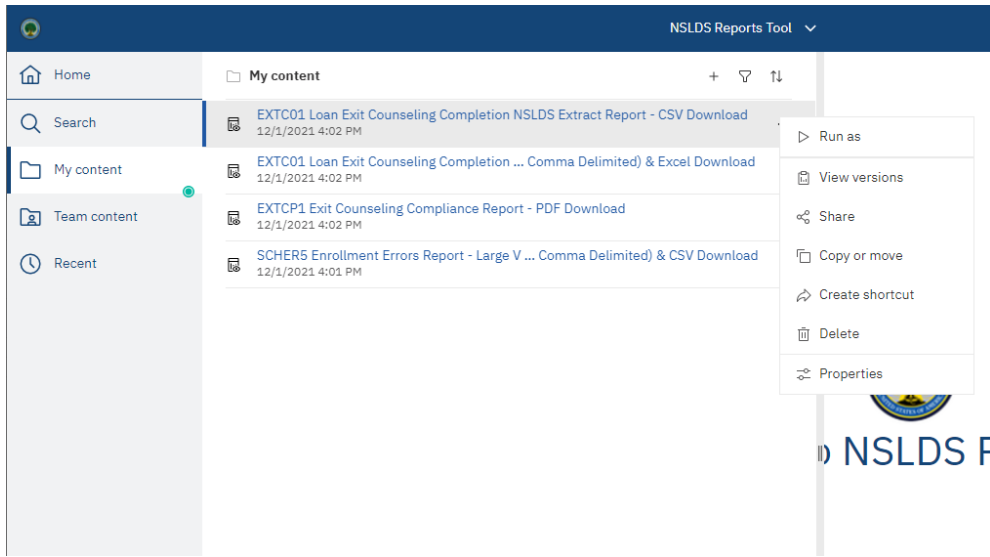 NSLDS Reports Tool
Home
Search
My content
Team content
Recent
My content
EXTC01 Loan Exit Counseling Completion NSLDS Extract Report - CSV Download
12/1/2021 4:02 PM
EXTC01 Loan Exit Counseling Completion ... Comma Delimited) & Excel Download
12/1/2021 4:02 PM
EXTCP1 Exit Counseling Compliance Report - PDF Download
12/1/2021 4:02 PM
SCHER5 Enrollment Errors Report - Large V ... Comma Delimited) & CSV Download
12/1/2021 4:01 PM
Run as
View versions
Share
Copy or move
Create shortcut
Delete
Properties
NSLDS